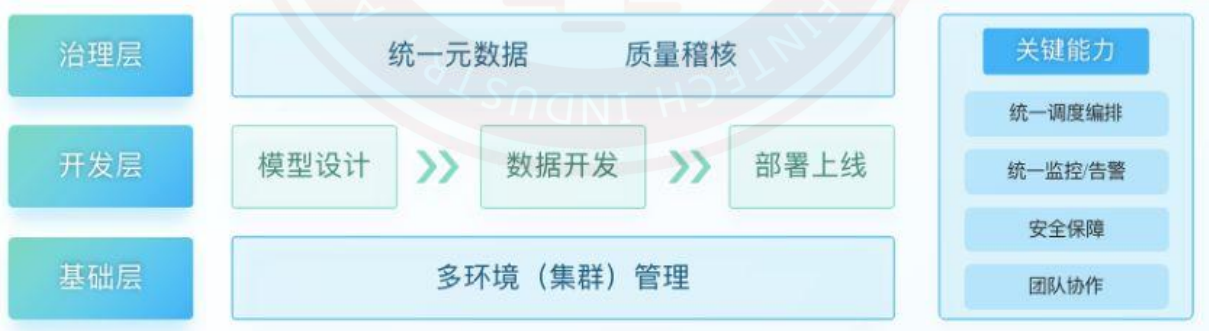 治理层
统一元数据 质量稽核
开发层
模型设计 数据开发 部署上线
基础层
多环境（集群）管理
关键能力
统一调度编排
统一监控/告警
安全保障
团队协作
FINTECH INDUSTRY